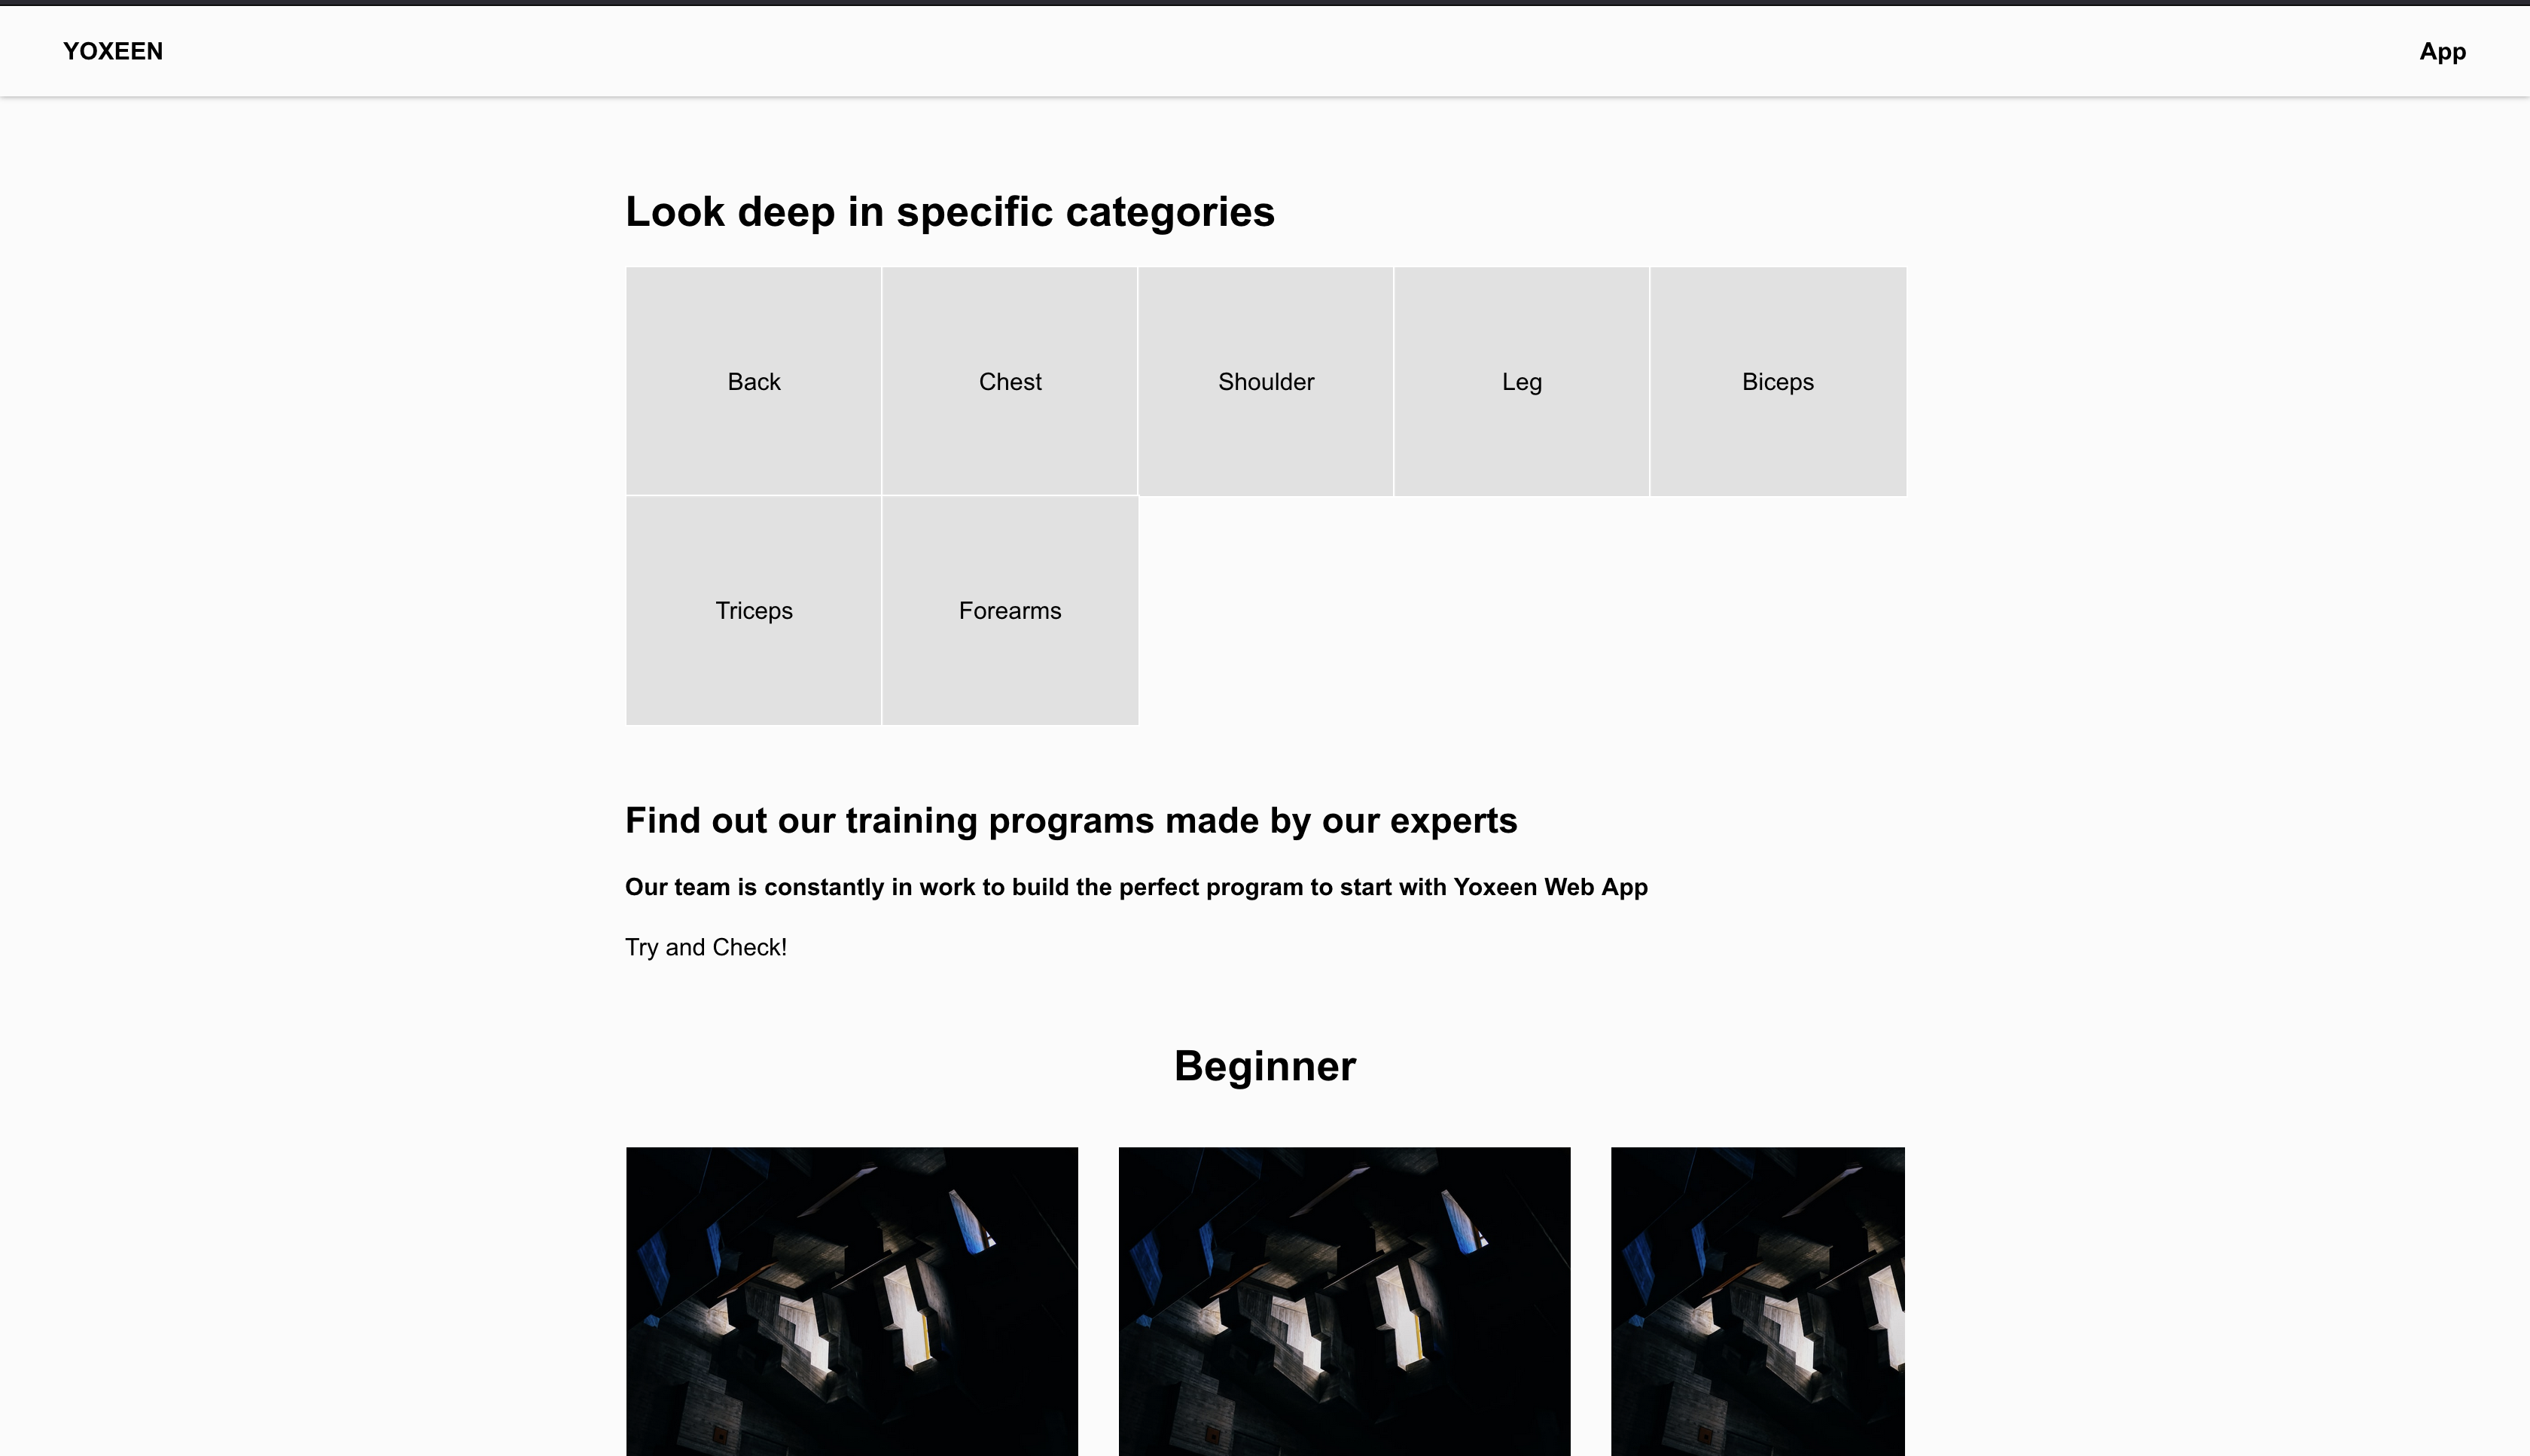 YOXEEN
App
Look deep in specific categories
Back
Chest
Shoulder
Leg
Biceps
Triceps
Forearms
Find out our training programs made by our experts
Our team is constantly in work to build the perfect program to start with Yoxeen Web App
Try and Check!
Beginner